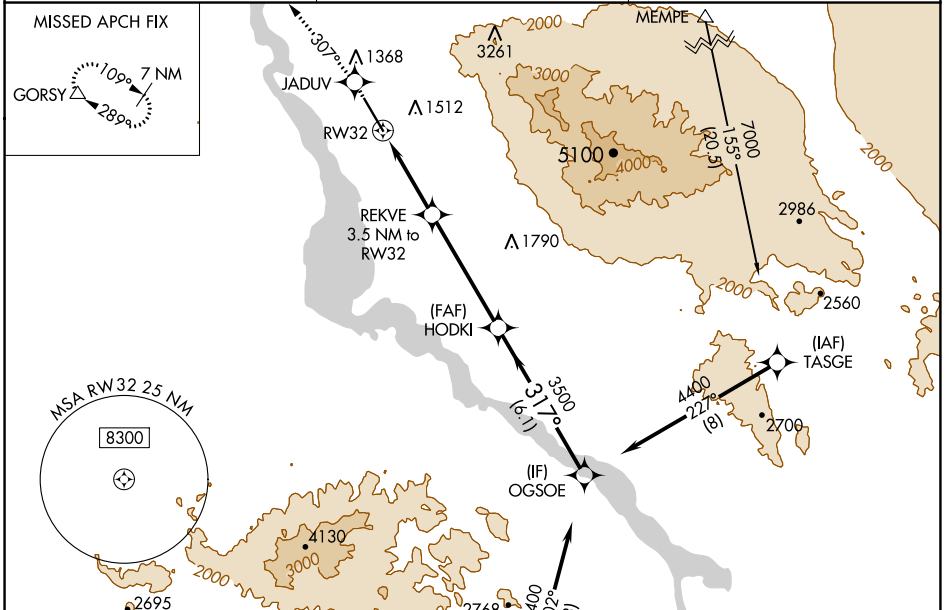 MISSED APCH FIX
109°
7 NM
GORSY
289°
307°
1368
JADUV
1512
RW32
2000
3261
3000
5100
4000
MEMPE
7000
155°
(20.5)
2000
2986
REKVE
3.5 NM to
RW32
1790
2000
2560
(FAF)
HODKI
(IAF)
TASGE
3500
317°
(6.1)
4400
227°
(8)
2700
MSA RW32 25 NM
8300
(IF)
OGSOE
4130
3000
2000
2695
2768